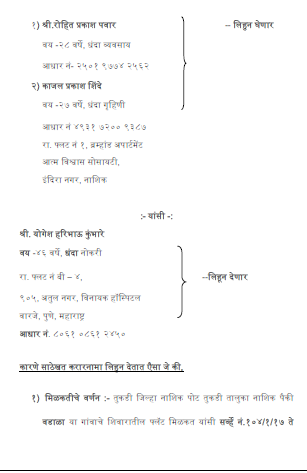 १) श्री.रोहित प्रकाश पवार -- लिहून घेणार
वय -२८ वर्षे, धंदा व्यवसाय
आधार नं- २५०१ ९७७४ २५६२
२) काजल प्रकाश शिंदे
वय -२७ वर्षे, धंदा गृहिणी
आधार नं ४९३१ ७२०० ९३८७
रा. फ्लट नं १, ब्रम्हांड अपार्टमेंट
आत्म विश्वास सोसायटी,
इंदिरा नगर, नाशिक
:- यांसी -:
श्री. योगेश हरिभाऊ कुंभारे
वय -४६ वर्षे, धंदा नोकरी
रा. फ्लट नं बी – ४, --लिहून देणार
९०५, अतुल नगर, विनायक हॉस्पिटल
वारजे, पुणे, महाराष्ट्र
आधार नं. ८०६१ ०८६१ २४५०
कारणे साठेखत करारनामा लिहून देतात ऐसा जे की,
१) मिळकतीचे वर्णन :- तुकडी जिल्हा नाशिक पोट तुकडी तालुका नाशिक पैकी
वडाळा या गांवाचे शिवारातील फ्लॅट मिळकत यांसी सर्व्हे नं.१०४/१/१७ ते